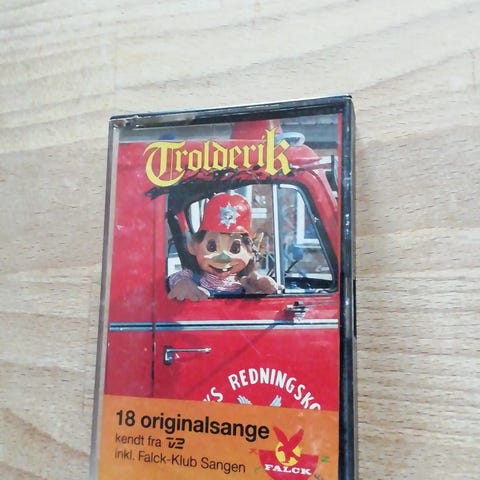 Trolderik
'S REDNINGSKO
18 originalsange
kendt fra TV2
inkl. Falck-Klub Sangen
FALCK